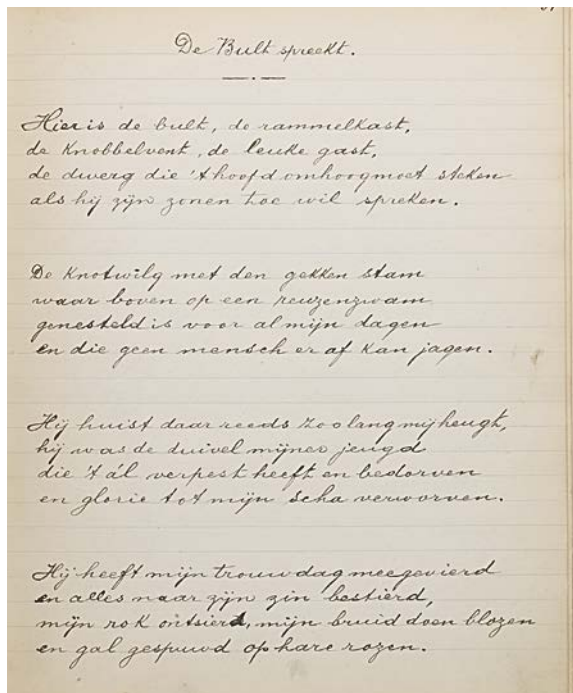 De Bult spreekt.
Hier is de bult, de rammelkast,
de knobbelvent, de leuke gast,
de dwerg die 't hoofd omhoog moet steken
als hij zijn zonen toe wil spreken.
De knotwilg met den gekken stam
waar boven op een reuzenzwam
genesteld is voor al mijn dagen
en die geen mensch er af kan jagen.
Hij huist daar reeds zoolang mij heugt,
hij was de duivel mijner jeugd
die 't ál verpest heeft en bedorven
en glorie tot mijn scha verworven.
Hij heeft mijn trouwdag meegevierd
en alles naar zijn zin bestierd,
mijn rok ontsierd, mijn bruid doen blozen
en gal gespuwd op hare rozen.